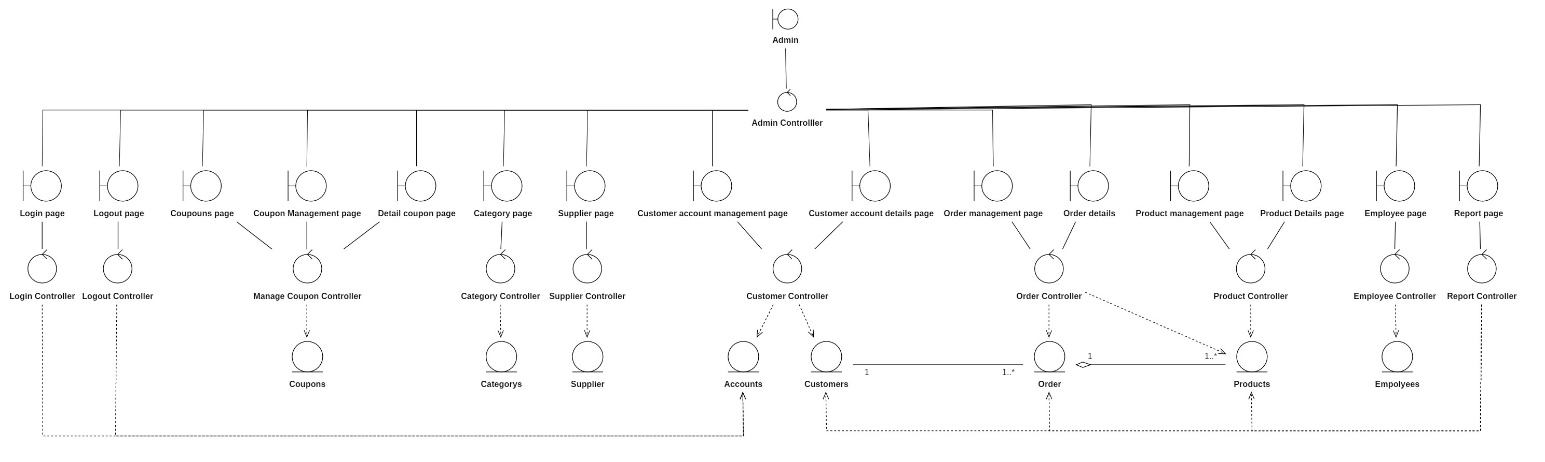 Admin
Admin Controlller
Login page
Logout page
Coupouns page
Coupon Management page
Detail coupon page
Category page
Supplier page
Customer account management page
Customer account details page
Order management page
Order details
Product management page
Product Details page
Employee page
Report page
Login Controller
Logout Controller
Manage Coupon Controller
Category Controller
Supplier Controller
Customer Controller
Order Controller
Product Controller
Employee Controller
Report Controller
1
1..*
1
1..*
Coupons
Categorys
Supplier
Accounts
Customers
Order
Products
Empolyees